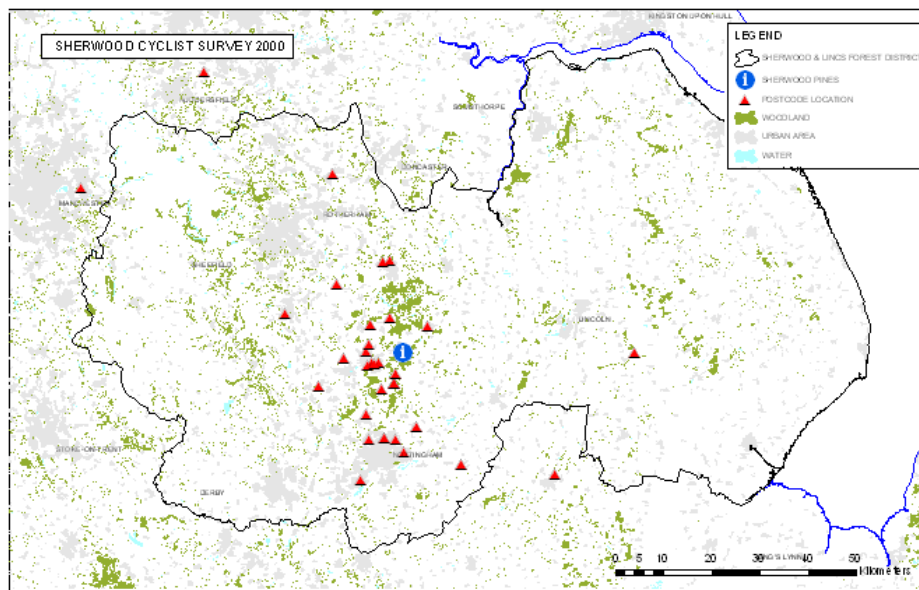 SHERWOOD CYCLIST SURVEY 2000
KINGSTON UPON HULL
LEGEND
SHERWOOD & LINCS FOREST DISTRICT
SHERWOOD PINES
POSTCODE LOCATION
WOODLAND
URBAN AREA
WATER
HUDDERSFIELD
SCUNTHORPE
DONCASTER
MANCHESTER
ROTHERHAM
SHEFFIELD
LINCOLN
STOKE-ON-TRENT
NOTTINGHAM
DERBY
KING'S LYNN
0 5 10 20 30 40 50
Kilometers